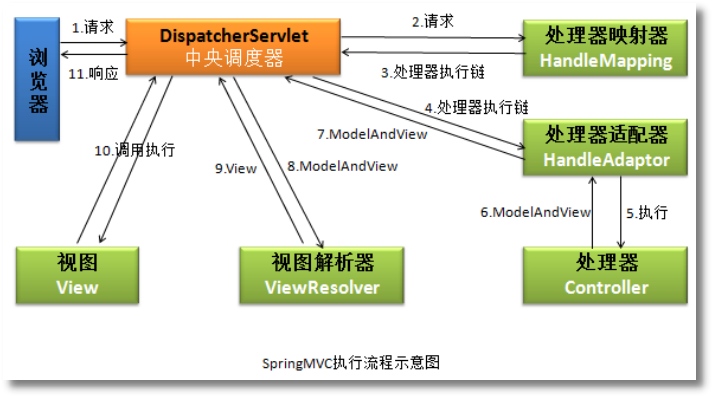 浏览器
1.请求
11.响应
DispatcherServlet
中央调度器
2.请求
3.处理器执行链
处理器映射器
HandleMapping
4.处理器执行链
7.ModelAndView
处理器适配器
HandleAdaptor
10.调用执行
9.View
8.ModelAndView
6.ModelAndView
5.执行
视图
View
视图解析器
ViewResolver
处理器
Controller
SpringMVC执行流程示意图